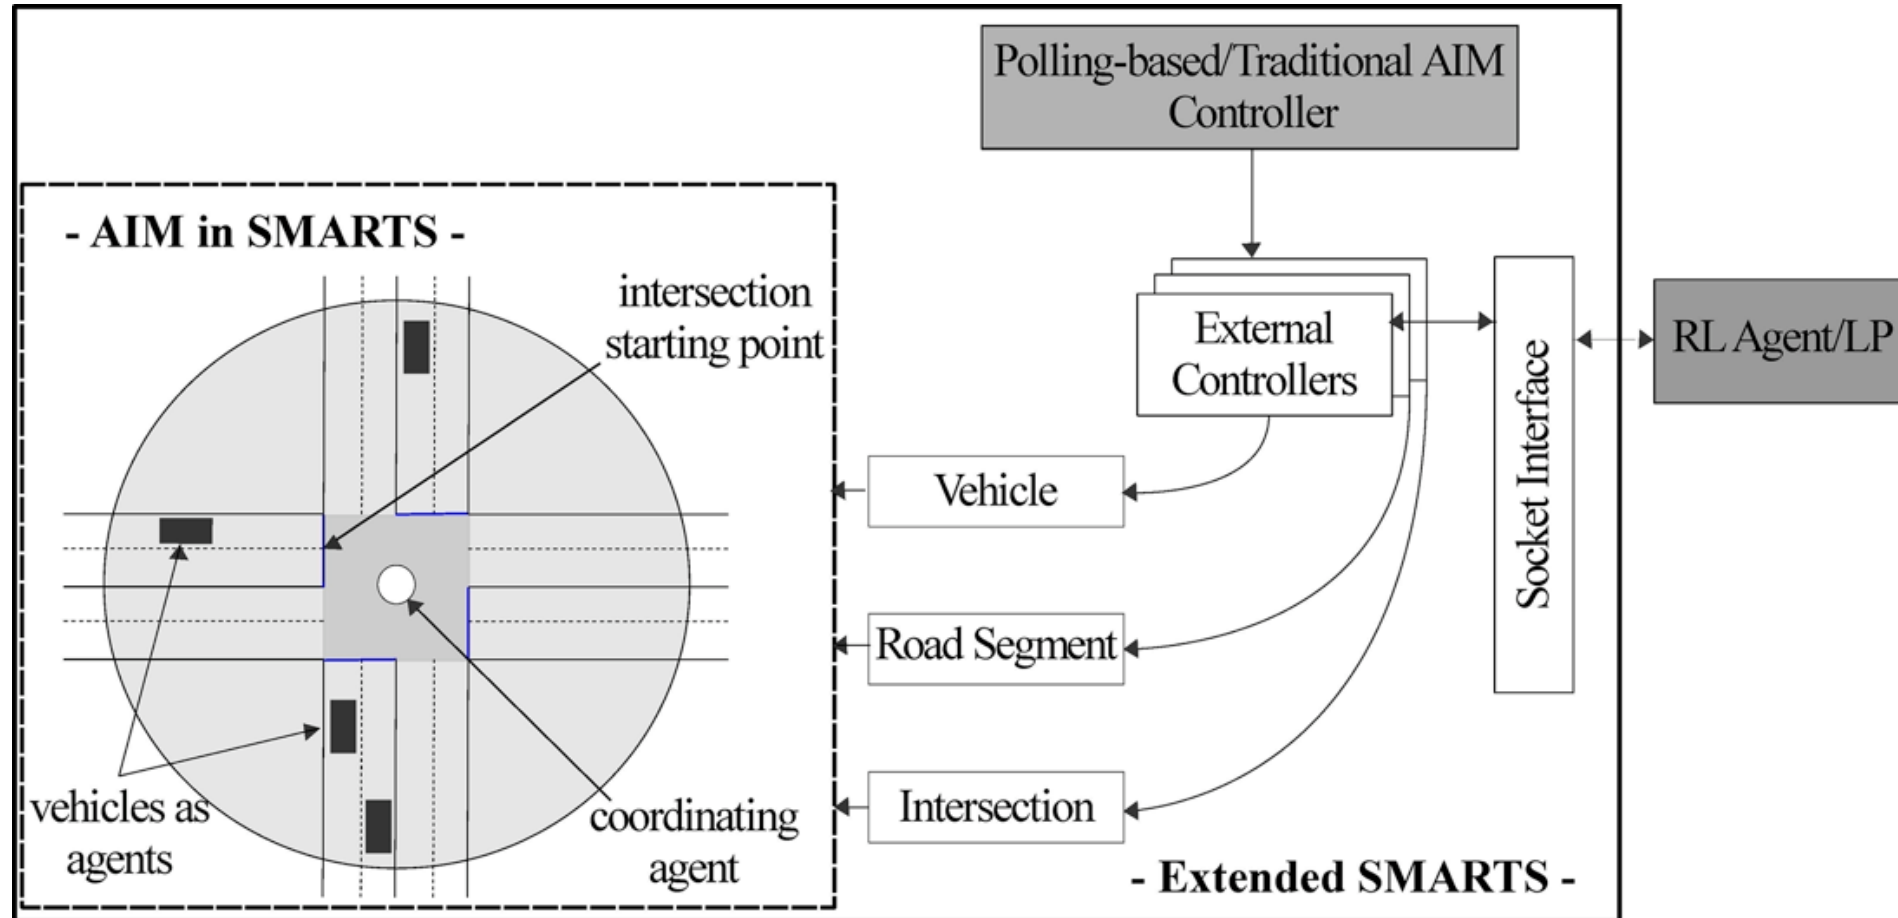 Polling-based/Traditional AIM
Controller
- AIM in SMARTS -
intersection
starting point
External
Controllers
Socket Interface
RL Agent/LP
Vehicle
Road Segment
Intersection
vehicles as
agents
coordinating
agent
- Extended SMARTS -